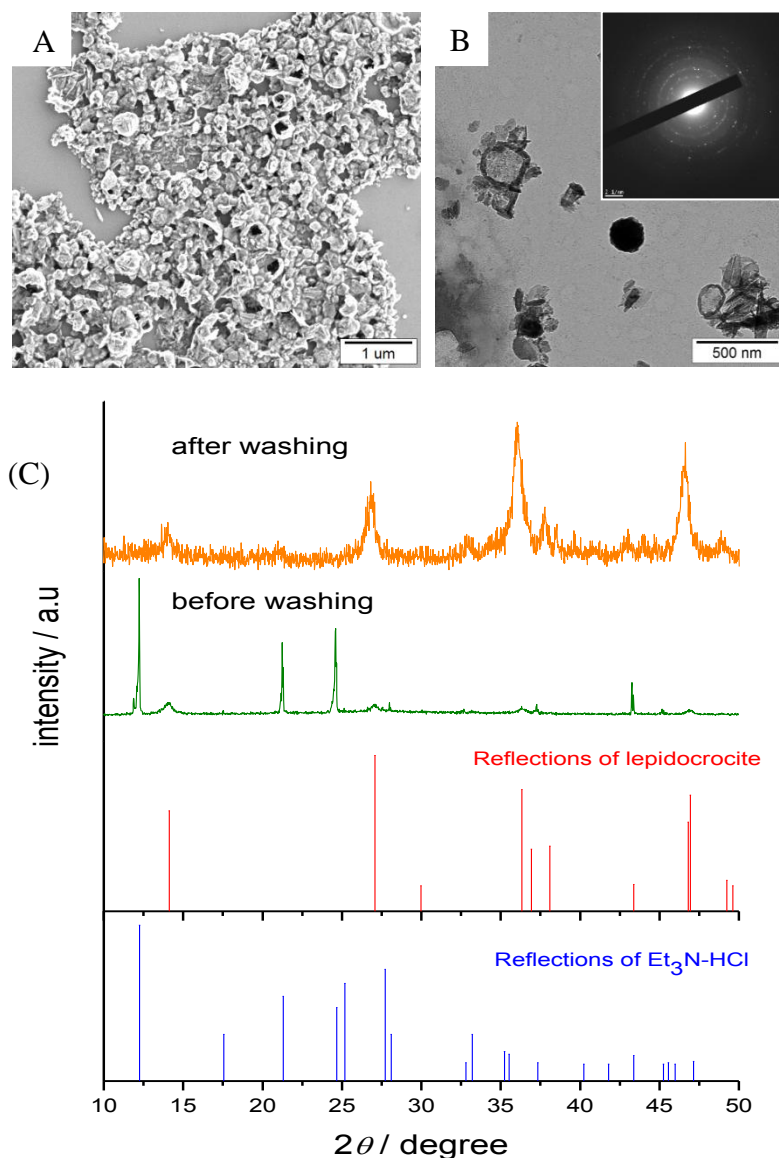 A
B
1 um
500 nm
(C)
after washing
before washing
Reflections of lepidocrocite
Reflections of Et₃N-HCl
intensity / a.u
10 15 20 25 30 35 40 45 50
2θ / degree